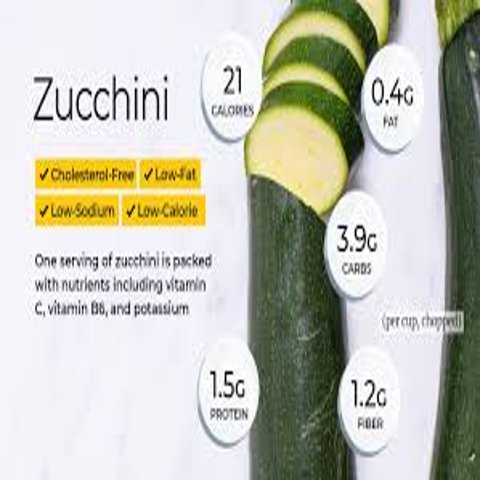 Zucchini
✓ Cholesterol-Free ✓ Low-Fat
✓ Low-Sodium ✓ Low-Calorie
One serving of zucchini is packed
with nutrients including vitamin
C, vitamin B6, and potassium
21
CALORIES
0.4G
FAT
3.9G
CARBS
(per cup, chopped)
1.5G
PROTEIN
1.2G
FIBER